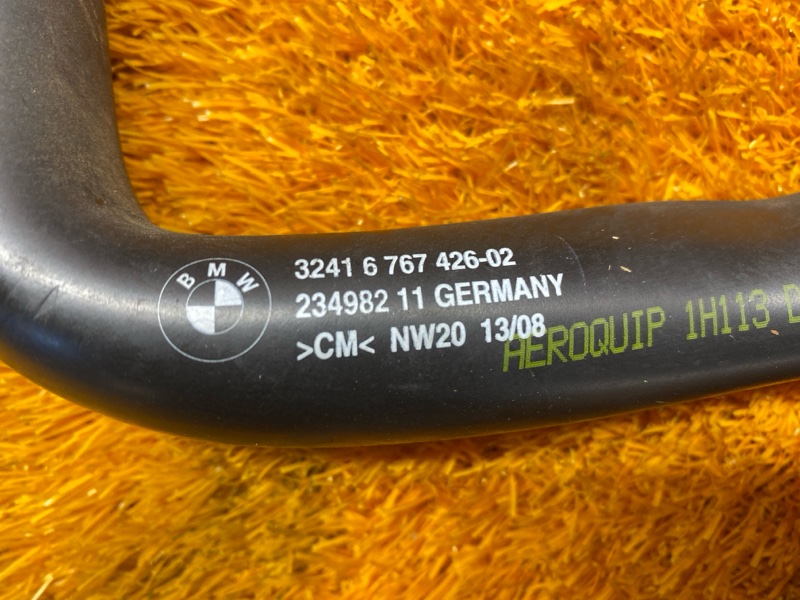 BMW
3241 6 767 426-02
234982 11 GERMANY
>CM< NW20 13/08
AEROQUIP 1H113